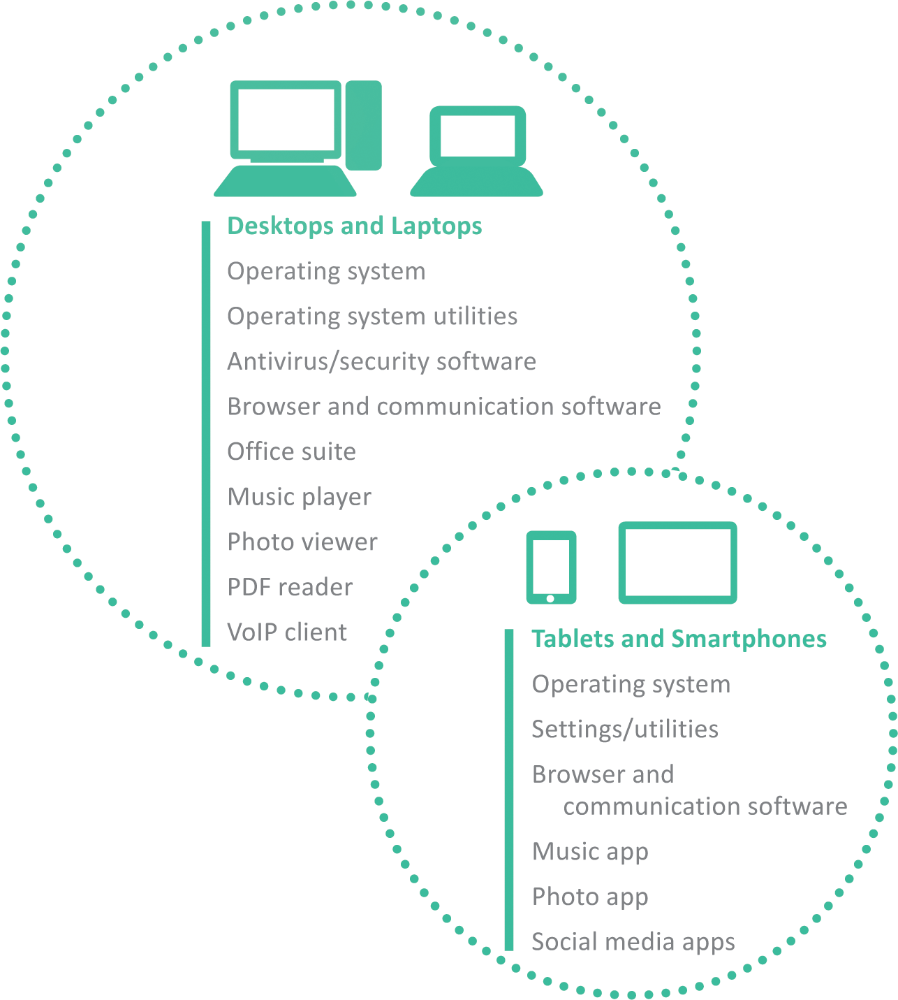 Desktops and Laptops
Operating system
Operating system utilities
Antivirus/security software
Browser and communication software
Office suite
Music player
Photo viewer
PDF reader
VoIP client
Tablets and Smartphones
Operating system
Settings/utilities
Browser and
communication software
Music app
Photo app
Social media apps